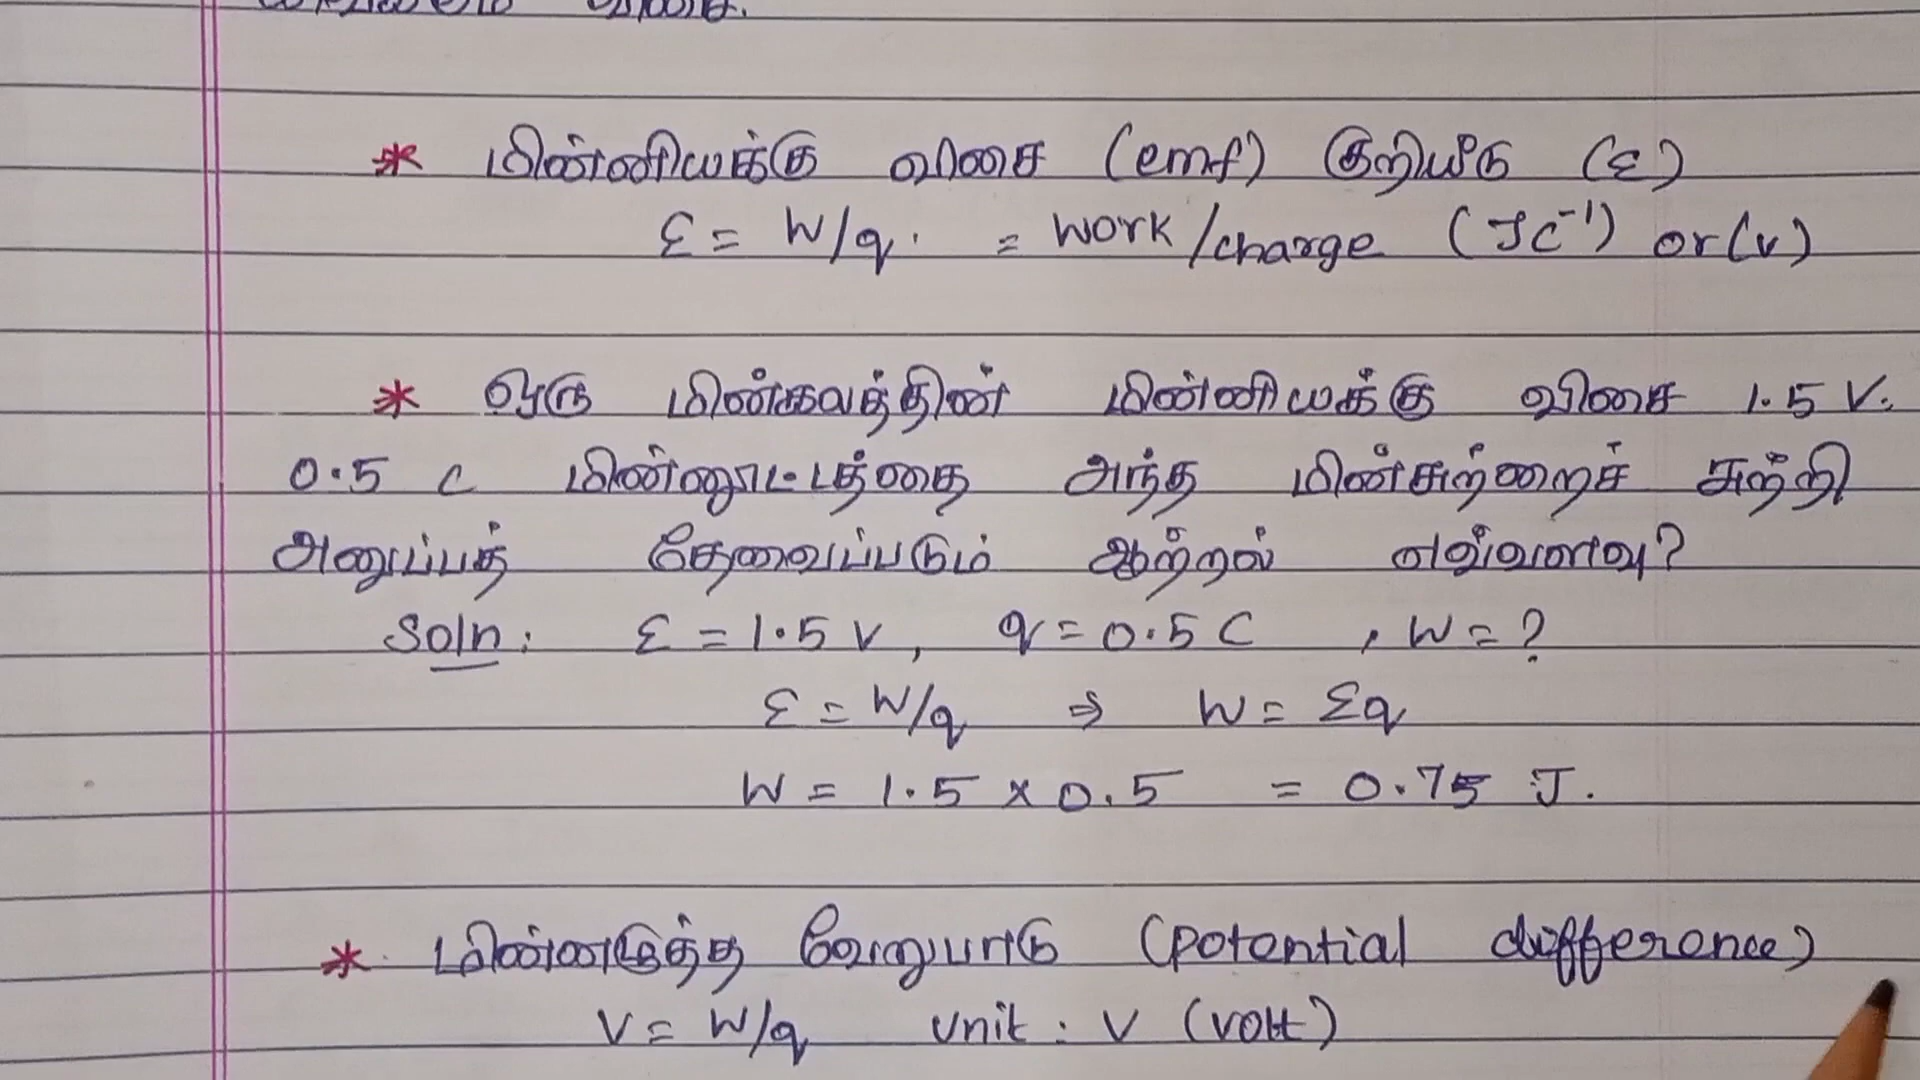 * மின்னியக்கு விசை (emf) குறியீடு (ε)
ε = W/q. = Work/charge (JC⁻¹) or (v)
* ஒரு மின்கலத்தின் மின்னியக்கு விசை 1.5 V.
0.5 C மின்னூட்டத்தை அந்த மின்சுற்றைச் சுற்றி
அனுப்பத் தேவைப்படும் ஆற்றல் எவ்வளவு?
Soln: ε = 1.5 V, q = 0.5 C , W = ?
ε = W/q ⇒ W = εq
W = 1.5 × 0.5 = 0.75 J.
* மின்னழுத்த வேறுபாடு (potential difference)
V = W/q unit : V (volt)